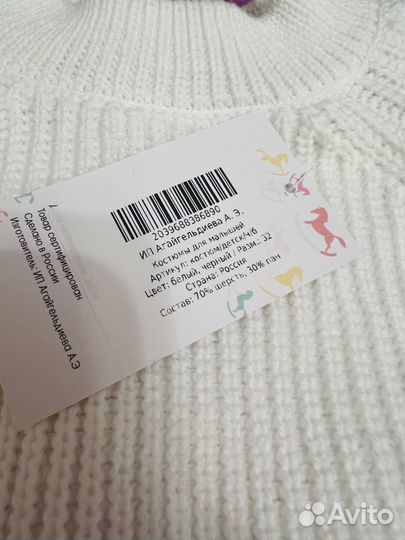 2039688386890
ИП Агайгельдиева А. Э.
Костюмы для малышей
Артикул: костюм/детск/ч-б
Цвет: белый, черный / Разм.: 32
Страна: Россия
Состав: 70% шерсть, 30% пан
Товар Сертифицирован
Сделано в России
Изготовитель: ИП Агайгельдиева А.Э
Avito